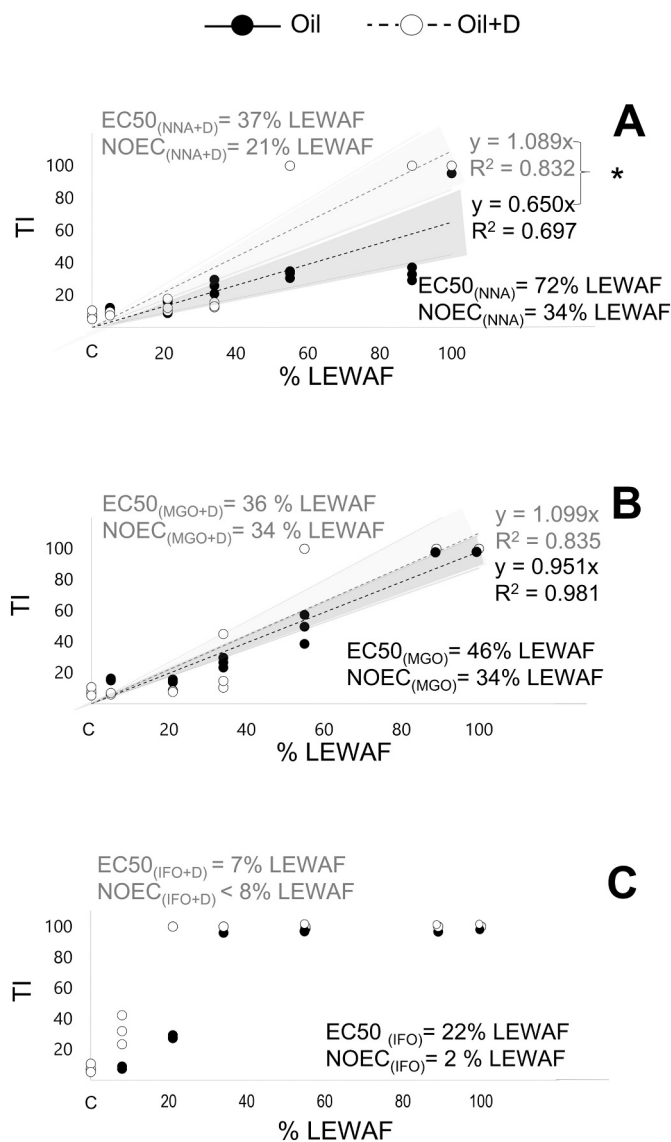 Oil Oil+D
A
EC50(NNA+D)= 37% LEWAF
NOEC(NNA+D)= 21% LEWAF
y = 1.089x
R² = 0.832
*
y = 0.650x
R² = 0.697
EC50(NNA)= 72% LEWAF
NOEC(NNA)= 34% LEWAF
TI
100
80
60
40
20
C 20 40 60 80 100
% LEWAF
B
EC50(MGO+D)= 36 % LEWAF
NOEC(MGO+D)= 34 % LEWAF
y = 1.099x
R² = 0.835
y = 0.951x
R² = 0.981
EC50(MGO)= 46% LEWAF
NOEC(MGO)= 34% LEWAF
TI
100
80
60
40
20
C 20 40 60 80 100
% LEWAF
C
EC50(IFO+D)= 7% LEWAF
NOEC(IFO+D)< 8% LEWAF
EC50 (IFO)= 22% LEWAF
NOEC(IFO)= 2 % LEWAF
TI
100
80
60
40
20
C 20 40 60 80 100
% LEWAF